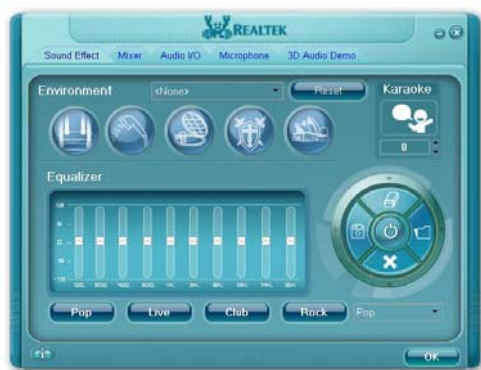 REALTEK
Sound Effect Mixer Audio I/O Microphone 3D Audio Demo
Environment <None> Reset Karaoke
0
Equalizer
Pop Live Club Rock Pop
OK